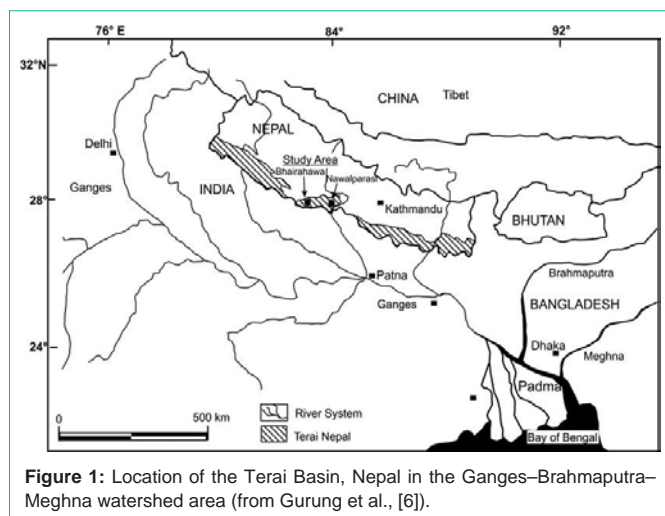 76° E
84°
92°
32°N
CHINA
Tibet
NEPAL
Delhi
Study Area
Bhairahawal
Nawalparasi
Ganges
INDIA
28°
Kathmandu
BHUTAN
Patna
Brahmaputra
Ganges
BANGLADESH
24°
Dhaka
Meghna
Padma
0
500 km
River System
Terai Nepal
Bay of Bengal
Figure 1: Location of the Terai Basin, Nepal in the Ganges–Brahmaputra–
Meghna watershed area (from Gurung et al., [6]).